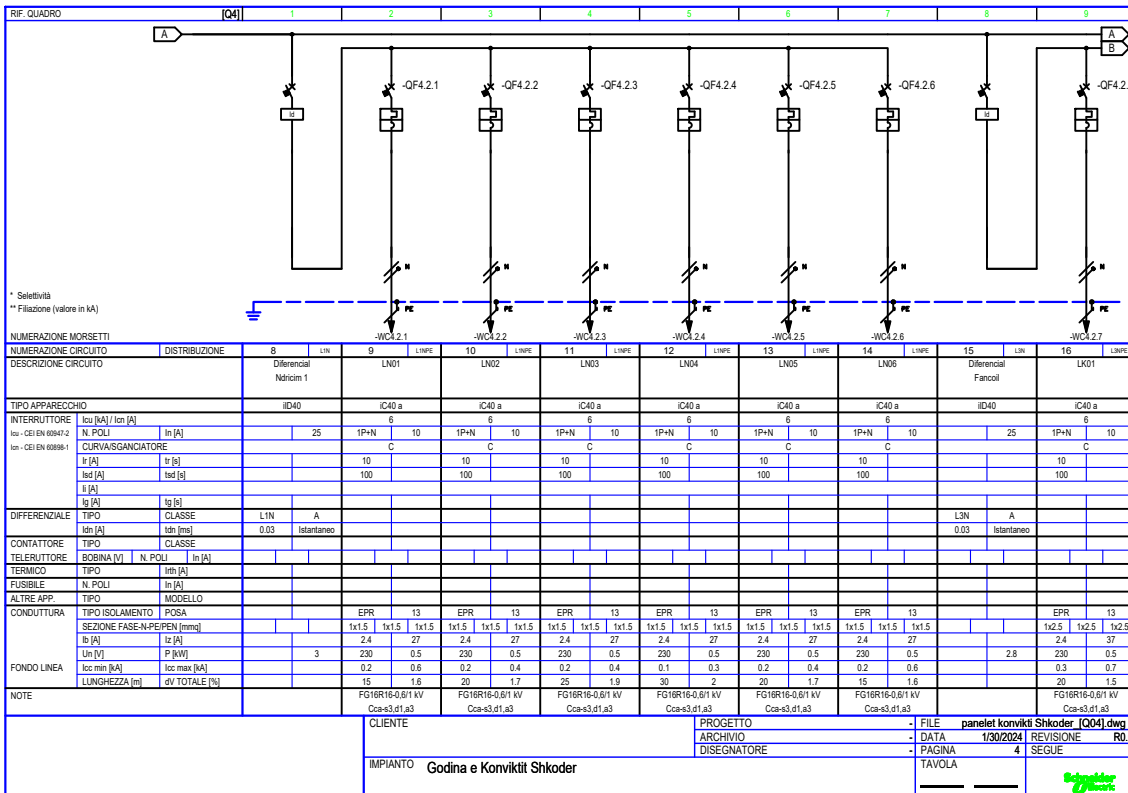 RIF. QUADRO [Q4] 1 2 3 4 5 6 7 8 9
A A
B
-QF4.2.1 -QF4.2.2 -QF4.2.3 -QF4.2.4 -QF4.2.5 -QF4.2.6 -QF4.2.
Id Id
N N N N N N N
* Selettività
** Filiazione (valore in kA)
PE PE PE PE PE PE PE
NUMERAZIONE MORSETTI -WC4.2.1 -WC4.2.2 -WC4.2.3 -WC4.2.4 -WC4.2.5 -WC4.2.6 -WC4.2.7
NUMERAZIONE CIRCUITO DISTRIBUZIONE 8 L1N 9 L1NPE 10 L1NPE 11 L1NPE 12 L1NPE 13 L1NPE 14 L1NPE 15 L3N 16 L3NPE
DESCRIZIONE CIRCUITO Diferencial LN01 LN02 LN03 LN04 LN05 LN06 Diferencial LK01
Ndricim 1 Fancoil
TIPO APPARECCHIO iID40 iC40 a iC40 a iC40 a iC40 a iC40 a iC40 a iID40 iC40 a
INTERRUTTORE Icu [kA] / Icn [A] 6 6 6 6 6 6 6
Icu - CEI EN 60947-2 N. POLI In [A] 25 1P+N 10 1P+N 10 1P+N 10 1P+N 10 1P+N 10 1P+N 10 25 1P+N 10
Icn - CEI EN 60898-1 CURVA/SGANCIATORE C C C C C C C
Ir [A] tr [s] 10 10 10 10 10 10 10
Isd [A] tsd [s] 100 100 100 100 100 100 100
Ii [A]
Ig [A] tg [s]
DIFFERENZIALE TIPO CLASSE L1N A L3N A
Idn [A] tdn [ms] 0.03 Istantaneo 0.03 Istantaneo
CONTATTORE TIPO CLASSE
TELERUTTORE BOBINA [V] N. POLI In [A]
TERMICO TIPO Irth [A]
FUSIBILE N. POLI In [A]
ALTRE APP. TIPO MODELLO
CONDUTTURA TIPO ISOLAMENTO POSA EPR 13 EPR 13 EPR 13 EPR 13 EPR 13 EPR 13 EPR 13
SEZIONE FASE-N-PE/PEN [mmq] 1x1.5 1x1.5 1x1.5 1x1.5 1x1.5 1x1.5 1x1.5 1x1.5 1x1.5 1x1.5 1x1.5 1x1.5 1x1.5 1x1.5 1x1.5 1x1.5 1x1.5 1x1.5 1x2.5 1x2.5 1x2.5
Ib [A] Iz [A] 2.4 27 2.4 27 2.4 27 2.4 27 2.4 27 2.4 27 2.4 37
Un [V] P [kW] 3 230 0.5 230 0.5 230 0.5 230 0.5 230 0.5 230 0.5 2.8 230 0.5
FONDO LINEA Icc min [kA] Icc max [kA] 0.2 0.6 0.2 0.4 0.2 0.4 0.1 0.3 0.2 0.4 0.2 0.6 0.3 0.7
LUNGHEZZA [m] dV TOTALE [%] 15 1.6 20 1.7 25 1.9 30 2 20 1.7 15 1.6 20 1.5
NOTE FG16R16-0,6/1 kV FG16R16-0,6/1 kV FG16R16-0,6/1 kV FG16R16-0,6/1 kV FG16R16-0,6/1 kV FG16R16-0,6/1 kV FG16R16-0,6/1 kV
Cca-s3,d1,a3 Cca-s3,d1,a3 Cca-s3,d1,a3 Cca-s3,d1,a3 Cca-s3,d1,a3 Cca-s3,d1,a3 Cca-s3,d1,a3
CLIENTE PROGETTO - FILE panelet konvikti Shkoder_[Q04].dwg
ARCHIVIO - DATA 1/30/2024 REVISIONE R0.
DISEGNATORE - PAGINA 4 SEGUE
IMPIANTO Godina e Konviktit Shkoder TAVOLA
Schneider Electric